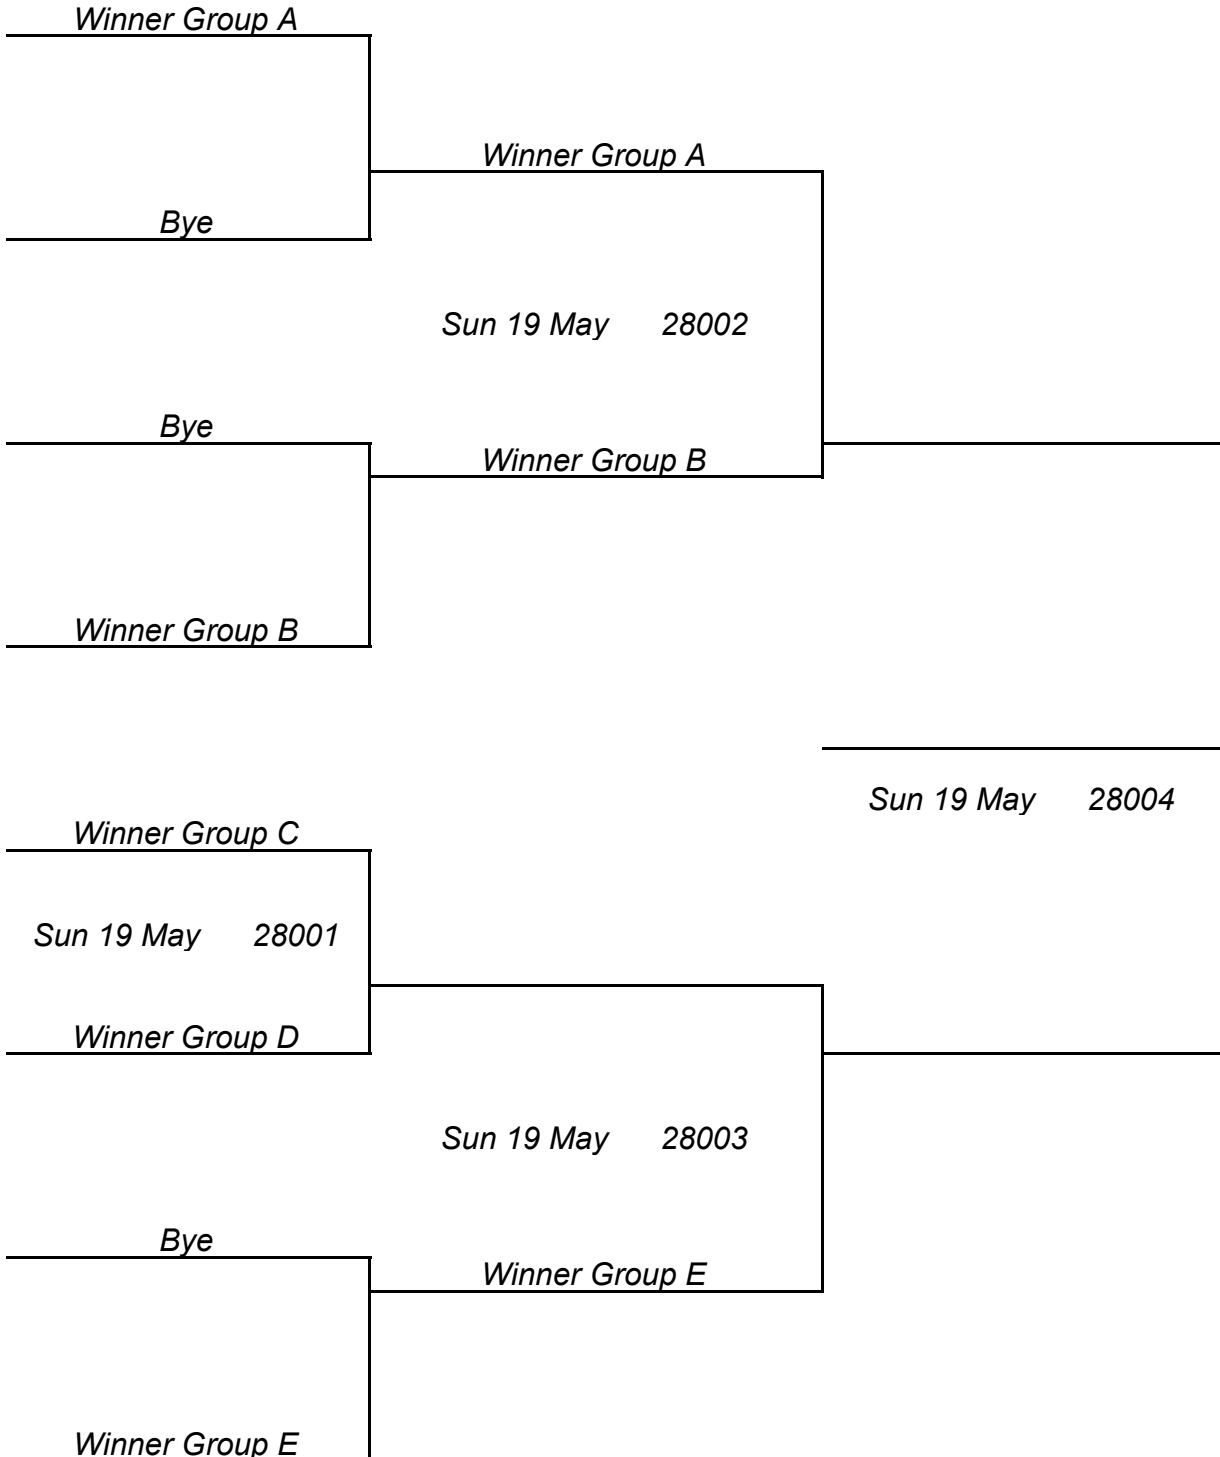 Winner Group A
Winner Group A
Bye
Sun 19 May 28002
Bye
Winner Group B
Winner Group B
Sun 19 May 28004
Winner Group C
Sun 19 May 28001
Winner Group D
Sun 19 May 28003
Bye
Winner Group E
Winner Group E